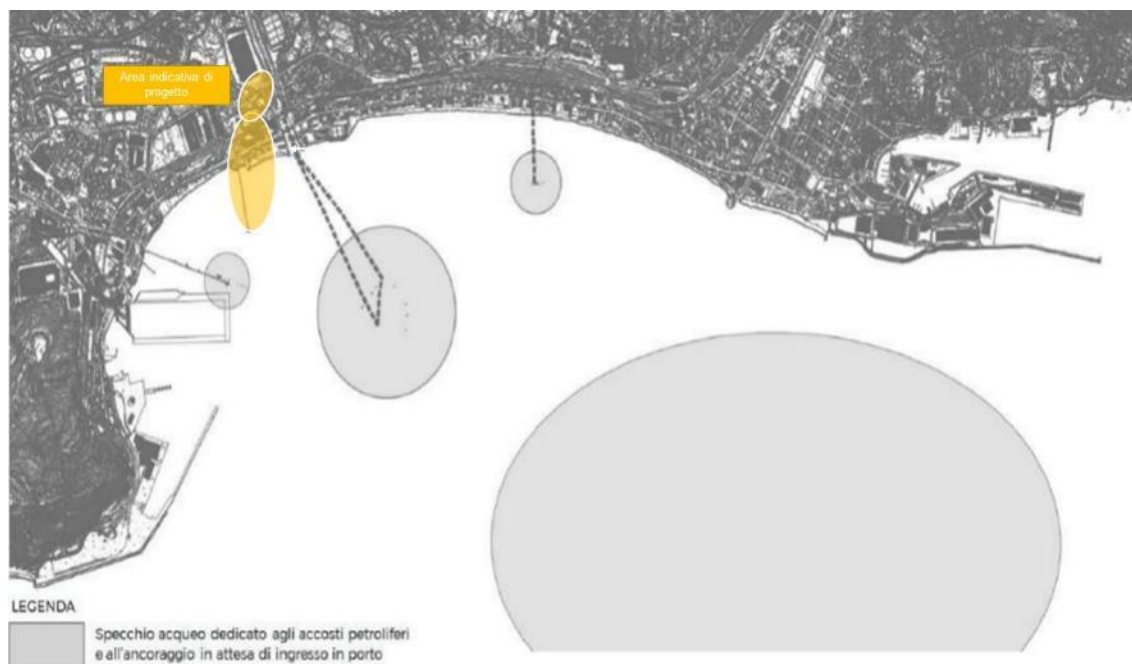 Area indicativa di
progetto
LEGENDA
Specchio acqueo dedicato agli accosti petroliferi
e all'ancoraggio in attesa di ingresso in porto